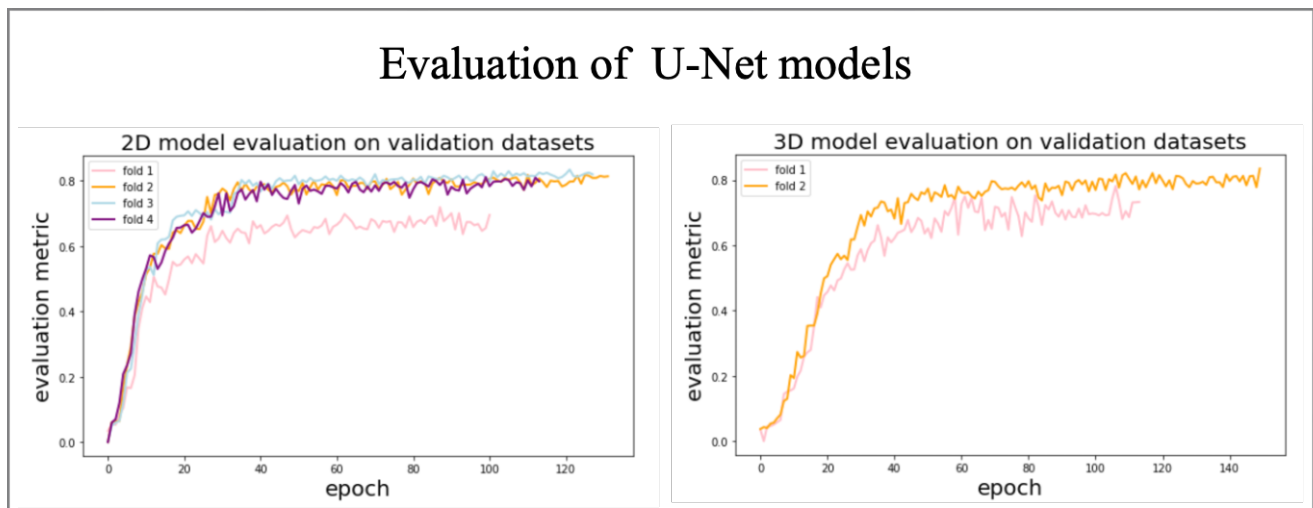 Evaluation of U-Net models
2D model evaluation on validation datasets
fold 1
fold 2
fold 3
fold 4
evaluation metric
0.8
0.6
0.4
0.2
0.0
0 20 40 60 80 100 120
epoch
3D model evaluation on validation datasets
fold 1
fold 2
evaluation metric
0.8
0.6
0.4
0.2
0.0
0 20 40 60 80 100 120 140
epoch